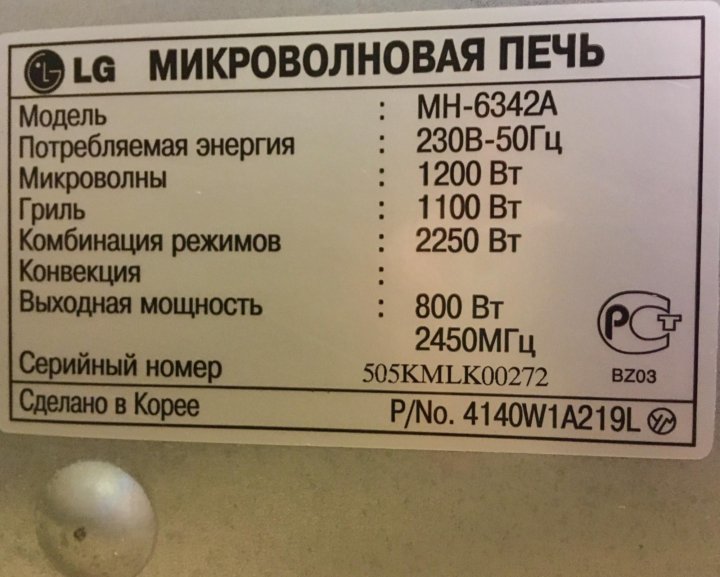 LG МИКРОВОЛНОВАЯ ПЕЧЬ
Модель : MH-6342A
Потребляемая энергия : 230В-50Гц
Микроволны : 1200 Вт
Гриль : 1100 Вт
Комбинация режимов : 2250 Вт
Конвекция :
Выходная мощность : 800 Вт
2450МГц
Серийный номер 505KMLK00272
РСТ
BZ03
Сделано в Корее P/No. 4140W1A219L